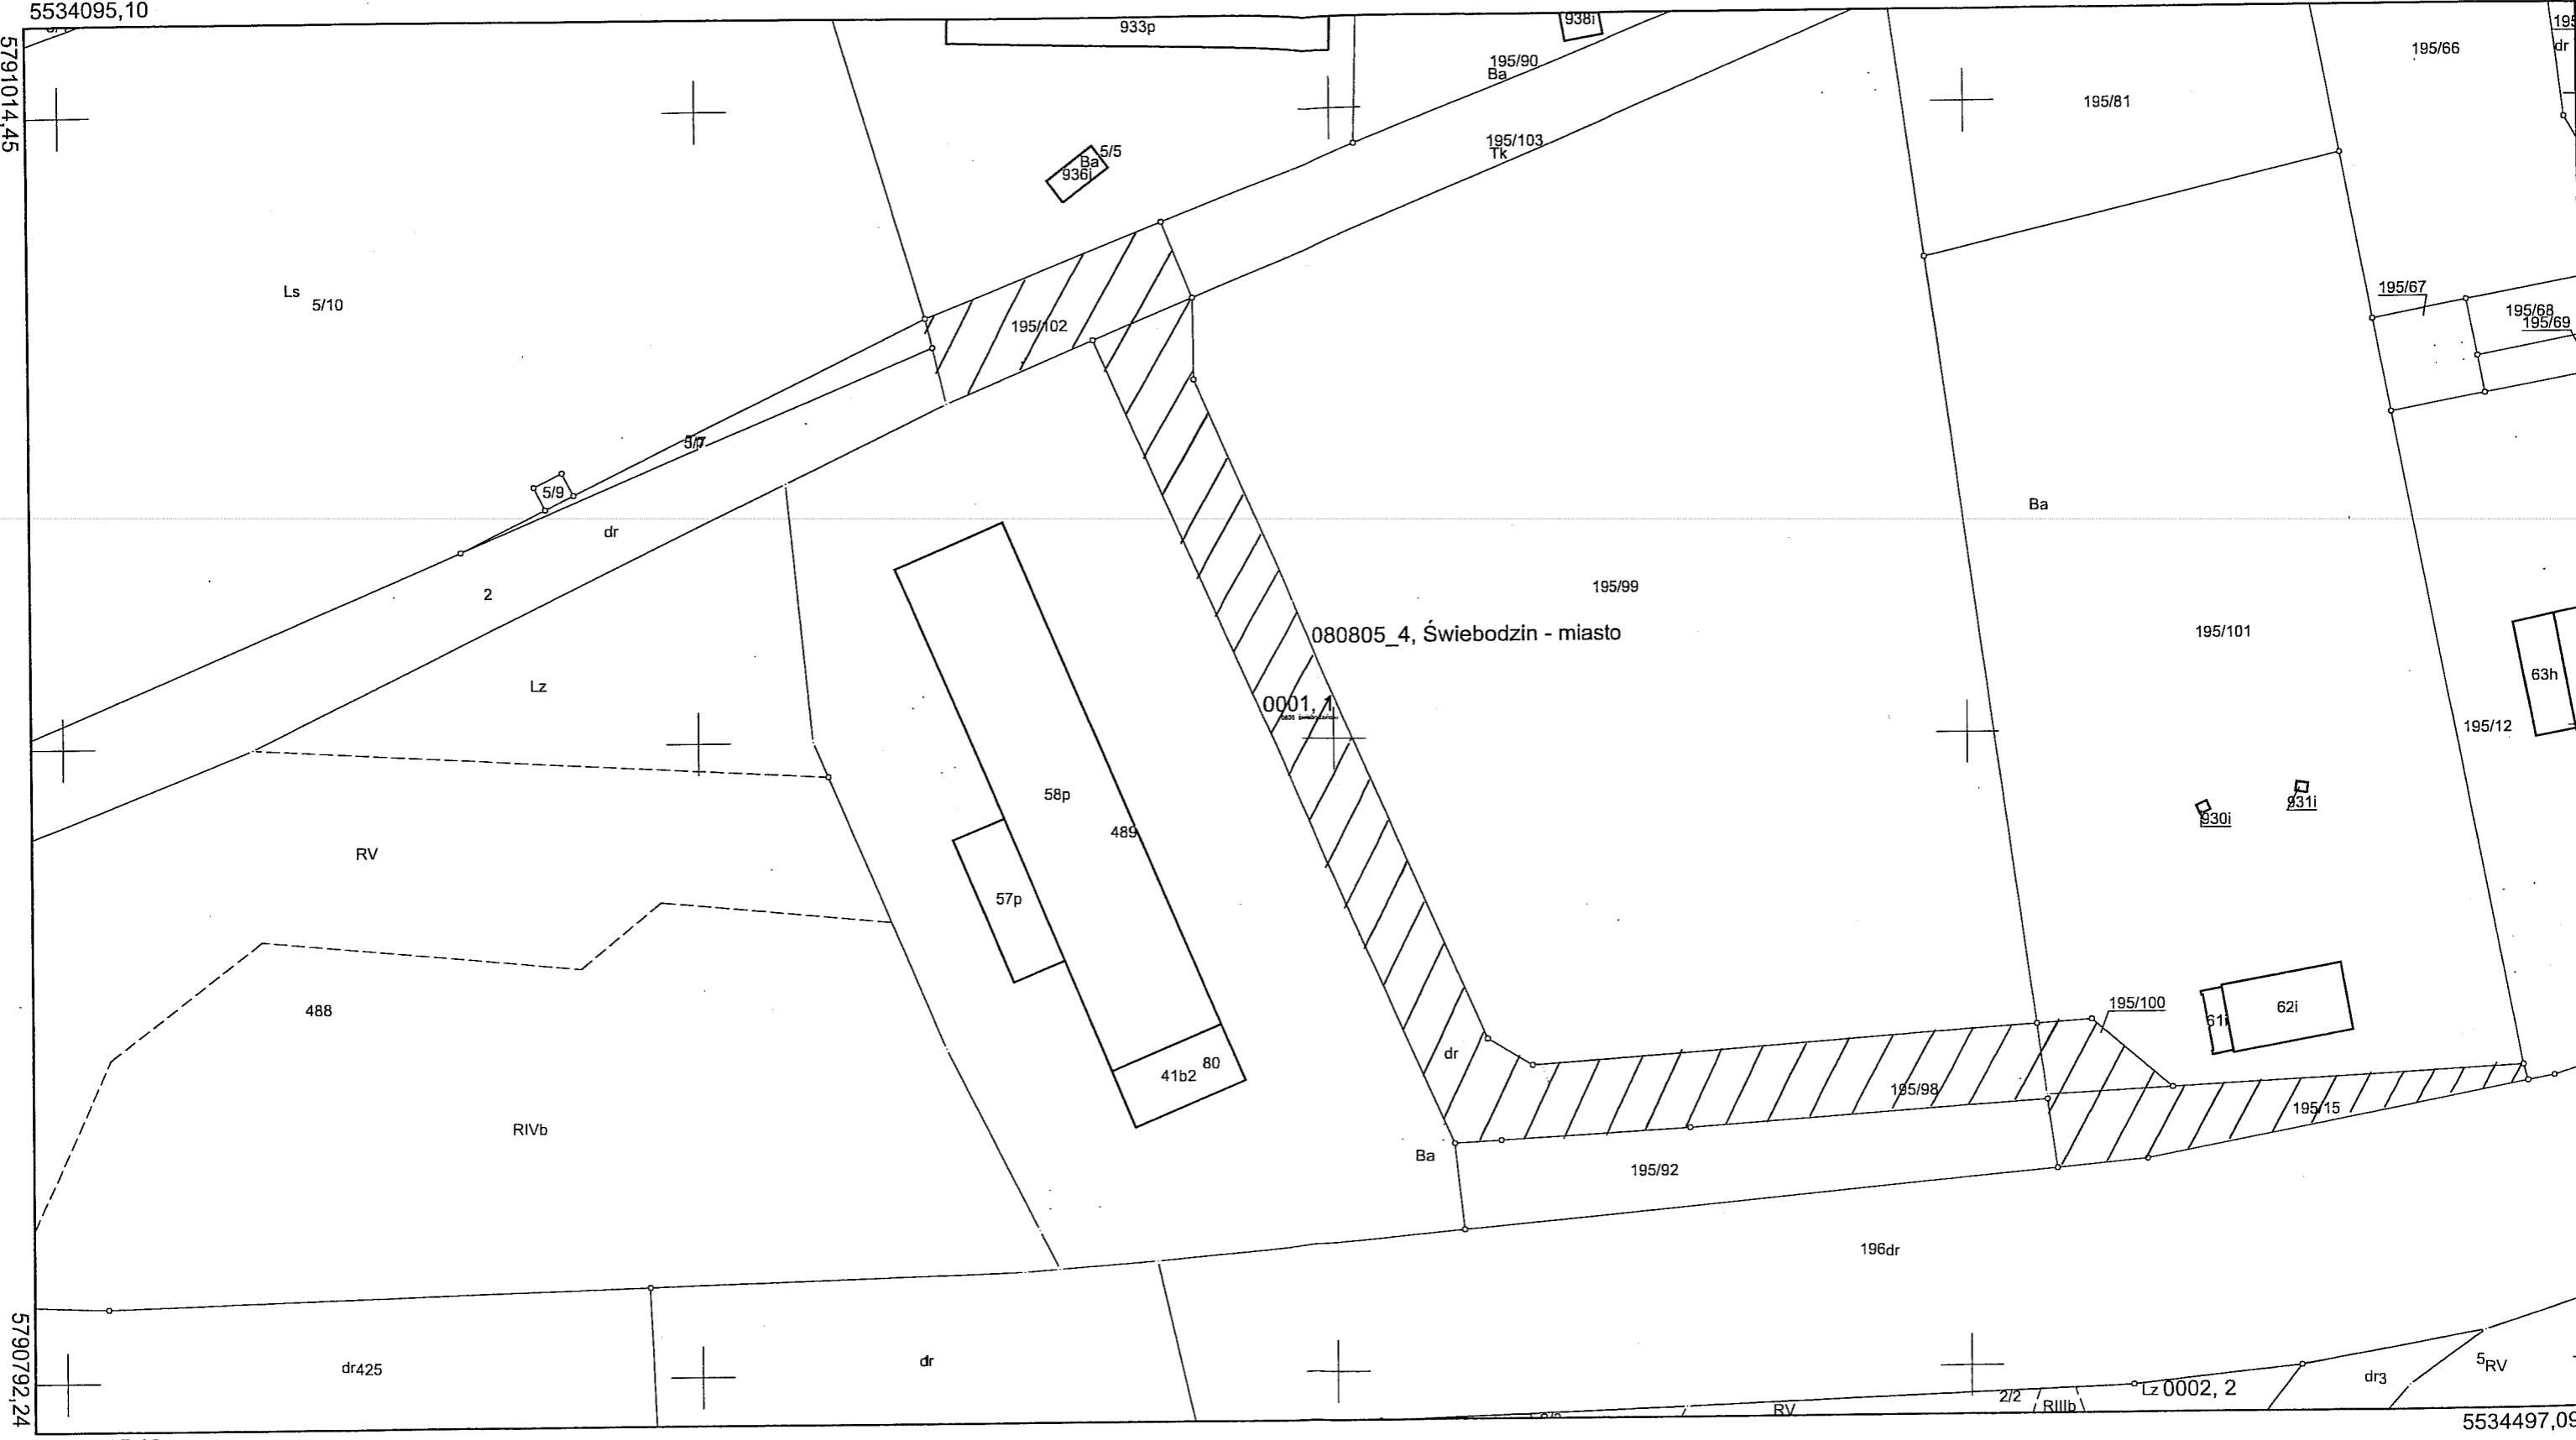 5534095,10
5791014,45
933p
938i
195/90
Ba
195/66
dr
195/81
195/103
Tk
5/5
Ba
936i
Ls
5/10
195/67
195/68
195/69
195/102
5/9
dr
2
Ba
195/99
080805_4, Świebodzin - miasto
195/101
0001, 1
63h
Lz
195/12
58p
489
931i
930i
RV
57p
488
195/100
62i
61i
dr
80
41b2
195/98
195/15
RIVb
Ba
195/92
196dr
5790792,24
dr425
dr
5RV
dr3
Lz 0002, 2
2/2
RIIIb
RV
5534497,09